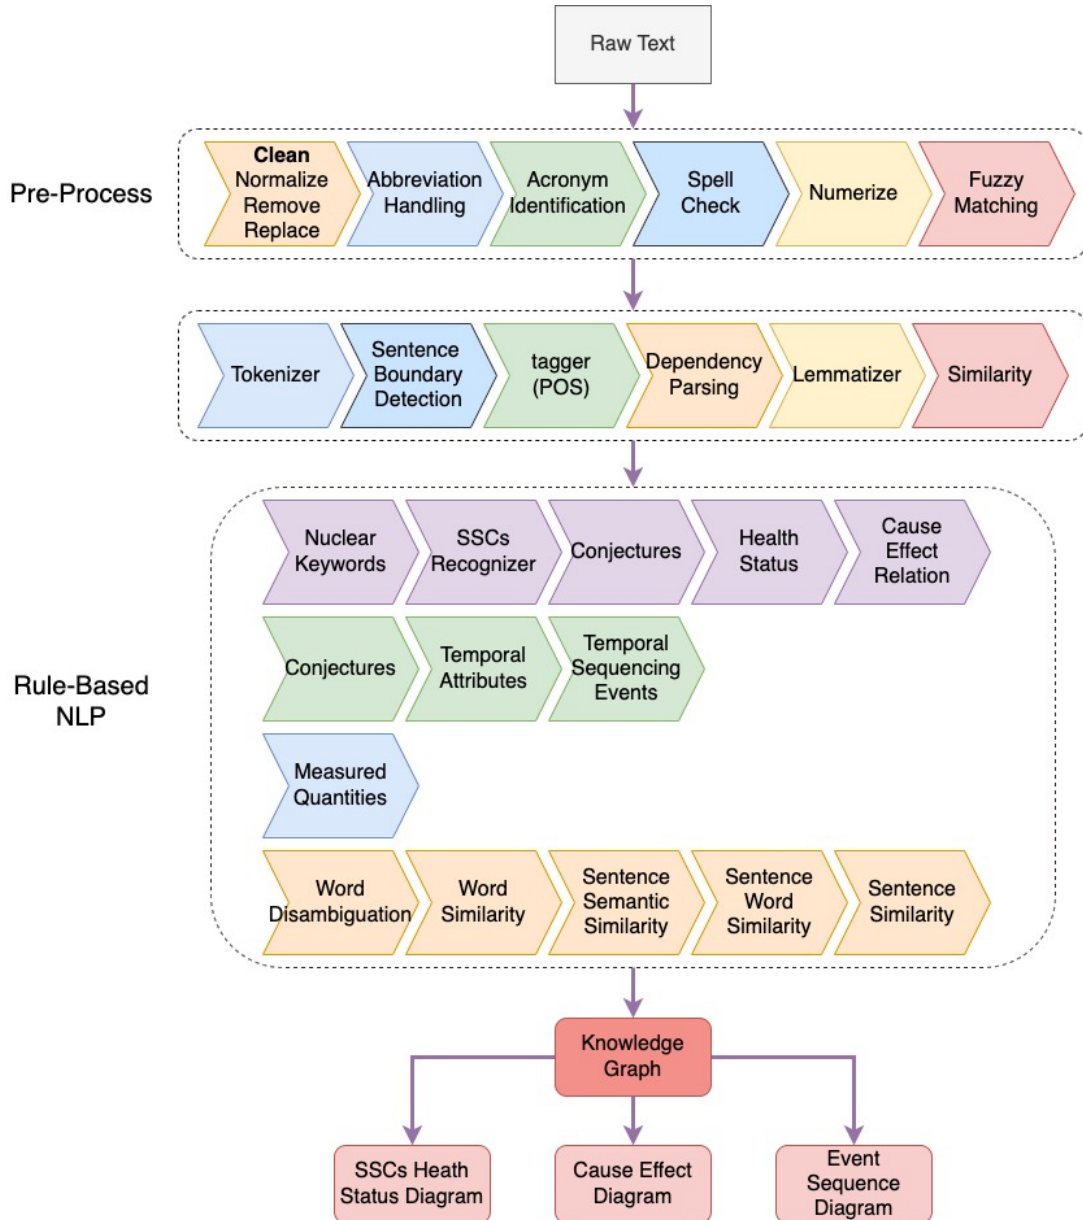 Raw Text
Pre-Process
Clean
Normalize
Remove
Replace
Abbreviation
Handling
Acronym
Identification
Spell
Check
Numerize
Fuzzy
Matching
Tokenizer
Sentence
Boundary
Detection
tagger
(POS)
Dependency
Parsing
Lemmatizer
Similarity
Rule-Based
NLP
Nuclear
Keywords
SSCs
Recognizer
Conjectures
Health
Status
Cause
Effect
Relation
Conjectures
Temporal
Attributes
Temporal
Sequencing
Events
Measured
Quantities
Word
Disambiguation
Word
Similarity
Sentence
Semantic
Similarity
Sentence
Word
Similarity
Sentence
Similarity
Knowledge
Graph
SSCs Heath
Status Diagram
Cause Effect
Diagram
Event
Sequence
Diagram